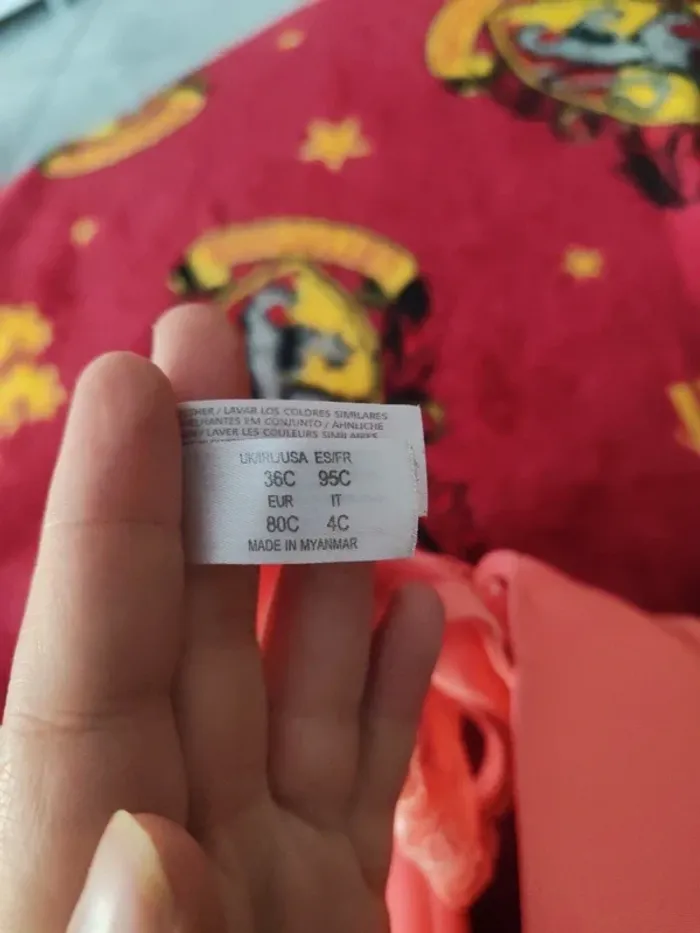 / LAVAR LOS COLORES SIMILARES
EM CONJUNTO / ÄHNLICHE
/ LAVER LES COULEURS SIMILAIRES
UK/IRL/USA ES/FR
36C 95C
EUR IT
80C 4C
MADE IN MYANMAR